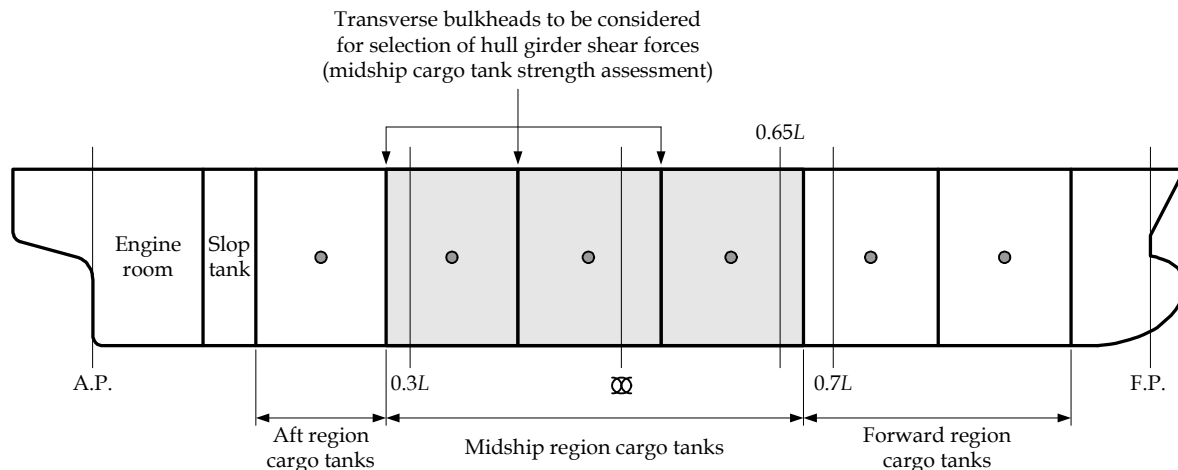 Transverse bulkheads to be considered
for selection of hull girder shear forces
(midship cargo tank strength assessment)
0.65L
Engine
room
Slop
tank
A.P.
0.3L
0.7L
F.P.
Aft region
cargo tanks
Midship region cargo tanks
Forward region
cargo tanks